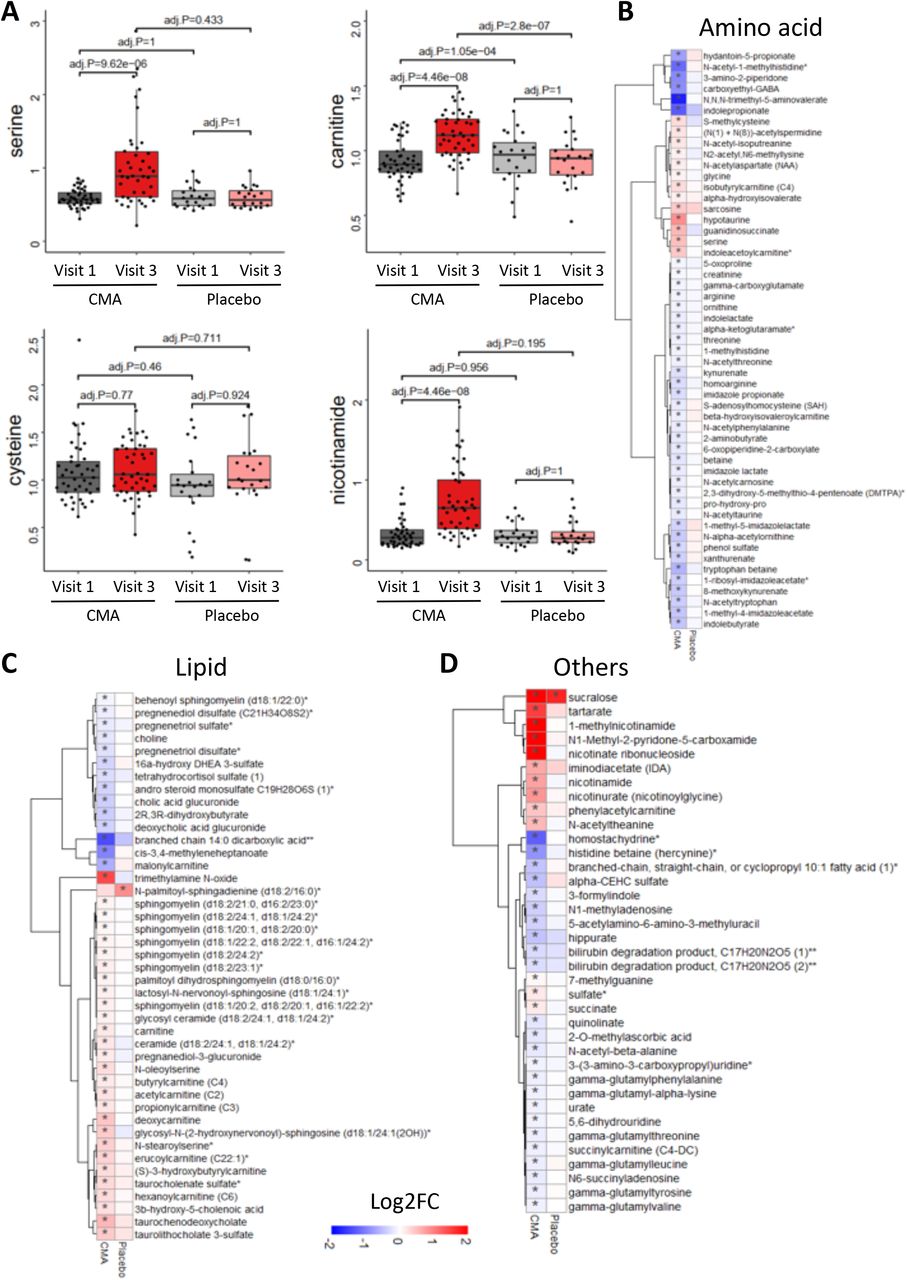 A
serine
3
2
1
0
adj.P=0.433
adj.P=1
adj.P=9.62e-06
adj.P=1
Visit 1
Visit 3
Visit 1
Visit 3
CMA
Placebo
carnitine
2.0
1.5
1.0
0.5
adj.P=2.8e-07
adj.P=1.05e-04
adj.P=4.46e-08
adj.P=1
Visit 1
Visit 3
Visit 1
Visit 3
CMA
Placebo
cysteine
2.5
2.0
1.5
1.0
0.5
adj.P=0.711
adj.P=0.46
adj.P=0.77
adj.P=0.924
Visit 1
Visit 3
Visit 1
Visit 3
CMA
Placebo
nicotinamide
2
1
0
adj.P=0.195
adj.P=0.956
adj.P=4.46e-08
adj.P=1
Visit 1
Visit 3
Visit 1
Visit 3
CMA
Placebo
B
Amino acid
hydantoin-5-propionate
N-acetyl-1-methylhistidine*
3-amino-2-piperidone
carboxyethyl-GABA
N,N,N-trimethyl-5-aminovalerate
indolepropionate
S-methylcysteine
(N(1) + N(8))-acetylspermidine
N-acetyl-isoputreanine
N2-acetyl,N6-methyllysine
N-acetylaspartate (NAA)
glycine
isobutyrylcarnitine (C4)
alpha-hydroxyisovalerate
sarcosine
hypotaurine
guanidinosuccinate
serine
indoleacetoylcarnitine*
5-oxoproline
creatinine
gamma-carboxyglutamate
arginine
ornithine
indolelactate
alpha-ketoglutaramate*
threonine
1-methylhistidine
N-acetylthreonine
kynurenate
homoarginine
imidazole propionate
S-adenosylhomocysteine (SAH)
beta-hydroxyisovaleroylcarnitine
N-acetylphenylalanine
2-aminobutyrate
6-oxopiperidine-2-carboxylate
betaine
imidazole lactate
N-acetylcarnosine
2,3-dihydroxy-5-methylthio-4-pentenoate (DMTPA)*
pro-hydroxy-pro
N-acetyltaurine
1-methyl-5-imidazolelactate
N-alpha-acetylornithine
phenol sulfate
xanthurenate
tryptophan betaine
1-ribosyl-imidazoleacetate*
8-methoxykynurenate
N-acetyltryptophan
1-methyl-4-imidazoleacetate
indolebutyrate
CMA
Placebo
C
Lipid
behenoyl sphingomyelin (d18:1/22:0)*
pregnenediol disulfate (C21H34O8S2)*
pregnenetriol sulfate*
choline
pregnenetriol disulfate*
16a-hydroxy DHEA 3-sulfate
tetrahydrocortisol sulfate (1)
andro steroid monosulfate C19H28O6S (1)*
cholic acid glucuronide
2R,3R-dihydroxybutyrate
deoxycholic acid glucuronide
branched chain 14:0 dicarboxylic acid**
cis-3,4-methyleneheptanoate
malonylcarnitine
trimethylamine N-oxide
N-palmitoyl-sphingadienine (d18:2/16:0)*
sphingomyelin (d18:2/21:0, d16:2/23:0)*
sphingomyelin (d18:2/24:1, d18:1/24:2)*
sphingomyelin (d18:1/20:1, d18:2/20:0)*
sphingomyelin (d18:1/22:2, d18:2/22:1, d16:1/24:2)*
sphingomyelin (d18:2/24:2)*
sphingomyelin (d18:2/23:1)*
palmitoyl dihydrosphingomyelin (d18:0/16:0)*
lactosyl-N-nervonoyl-sphingosine (d18:1/24:1)*
sphingomyelin (d18:1/20:2, d18:2/20:1, d16:1/22:2)*
glycosyl ceramide (d18:2/24:1, d18:1/24:2)*
carnitine
ceramide (d18:2/24:1, d18:1/24:2)*
pregnanediol-3-glucuronide
N-oleoylserine
butyrylcarnitine (C4)
acetylcarnitine (C2)
propionylcarnitine (C3)
deoxycarnitine
glycosyl-N-(2-hydroxynervonoyl)-sphingosine (d18:1/24:1(2OH))*
N-stearoylserine*
erucoylcarnitine (C22:1)*
(S)-3-hydroxybutyrylcarnitine
taurocholenate sulfate*
hexanoylcarnitine (C6)
3b-hydroxy-5-cholenoic acid
taurochenodeoxycholate
taurolithocholate 3-sulfate
CMA
Placebo
Log2FC
-2
-1
0
1
2
D
Others
sucralose
tartarate
1-methylnicotinamide
N1-Methyl-2-pyridone-5-carboxamide
nicotinate ribonucleoside
iminodiacetate (IDA)
nicotinamide
nicotinurate (nicotinoylglycine)
phenylacetylcarnitine
N-acetyltheanine
homostachydrine*
histidine betaine (hercynine)*
branched-chain, straight-chain, or cyclopropyl 10:1 fatty acid (1)*
alpha-CEHC sulfate
3-formylindole
N1-methyladenosine
5-acetylamino-6-amino-3-methyluracil
hippurate
bilirubin degradation product, C17H20N2O5 (1)**
bilirubin degradation product, C17H20N2O5 (2)**
7-methylguanine
sulfate*
succinate
quinolinate
2-O-methylascorbic acid
N-acetyl-beta-alanine
3-(3-amino-3-carboxypropyl)uridine*
gamma-glutamylphenylalanine
gamma-glutamyl-alpha-lysine
urate
5,6-dihydrouridine
gamma-glutamylthreonine
succinylcarnitine (C4-DC)
gamma-glutamylleucine
N6-succinyladenosine
gamma-glutamyltyrosine
gamma-glutamylvaline
CMA
Placebo